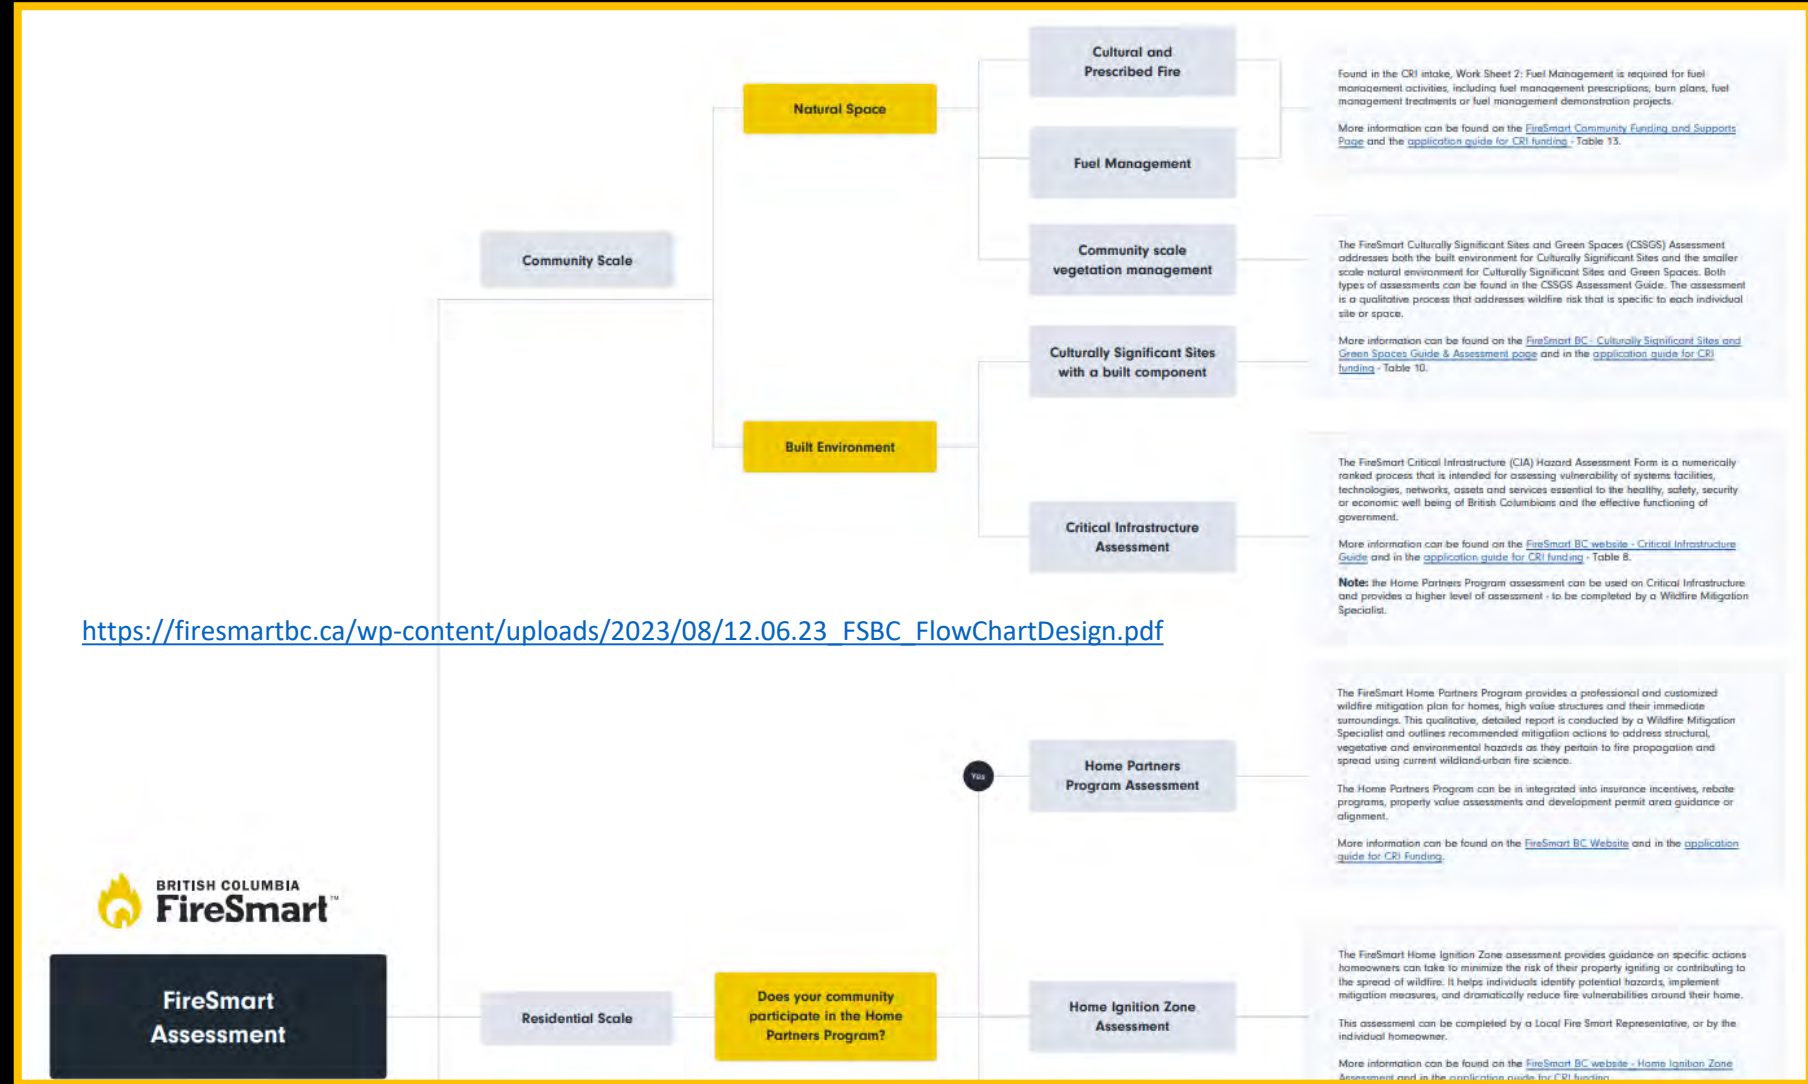 Cultural and
Prescribed Fire
Natural Space
Fuel Management
Found in the CRI intake, Work Sheet 2: Fuel Management is required for fuel
management activities, including fuel management prescriptions, burn plans, fuel
management treatments or fuel management demonstration projects.
More information can be found on the FireSmart Community Funding and Supports
Page and the application guide for CRI funding - Table 13.
Community Scale
Community scale
vegetation management
The FireSmart Culturally Significant Sites and Green Spaces (CSSGS) Assessment
addresses both the built environment for Culturally Significant Sites and the smaller
scale natural environment for Culturally Significant Sites and Green Spaces. Both
types of assessments can be found in the CSSGS Assessment Guide. The assessment
is a qualitative process that addresses wildfire risk that is specific to each individual
site or space.
More information can be found on the FireSmart BC - Culturally Significant Sites and
Green Spaces Guide & Assessment page and in the application guide for CRI
funding - Table 10.
Culturally Significant Sites
with a built component
Built Environment
Critical Infrastructure
Assessment
The FireSmart Critical Infrastructure (CIA) Hazard Assessment Form is a numerically
ranked process that is intended for assessing vulnerability of systems facilities,
technologies, networks, assets and services essential to the healthy, safety, security
or economic well being of British Columbians and the effective functioning of
government.
More information can be found on the FireSmart BC website - Critical Infrastructure
Guide and in the application guide for CRI funding - Table 8.
Note: the Home Partners Program assessment can be used on Critical Infrastructure
and provides a higher level of assessment - to be completed by a Wildfire Mitigation
Specialist.
https://firesmartbc.ca/wp-content/uploads/2023/08/12.06.23_FSBC_FlowChartDesign.pdf
Yes
Home Partners
Program Assessment
The FireSmart Home Partners Program provides a professional and customized
wildfire mitigation plan for homes, high value structures and their immediate
surroundings. This qualitative, detailed report is conducted by a Wildfire Mitigation
Specialist and outlines recommended mitigation actions to address structural,
vegetative and environmental hazards as they pertain to fire propagation and
spread using current wildland-urban fire science.
The Home Partners Program can be in integrated into insurance incentives, rebate
programs, property value assessments and development permit area guidance or
alignment.
More information can be found on the FireSmart BC Website and in the application
guide for CRI Funding.
BRITISH COLUMBIA
FireSmart™
FireSmart
Assessment
Residential Scale
Does your community
participate in the Home
Partners Program?
Home Ignition Zone
Assessment
The FireSmart Home Ignition Zone assessment provides guidance on specific actions
homeowners can take to minimize the risk of their property igniting or contributing to
the spread of wildfire. It helps individuals identify potential hazards, implement
mitigation measures, and dramatically reduce fire vulnerabilities around their home.
This assessment can be completed by a Local Fire Smart Representative, or by the
individual homeowner.
More information can be found on the FireSmart BC website - Home Ignition Zone
Assessment and in the application guide for CRI funding